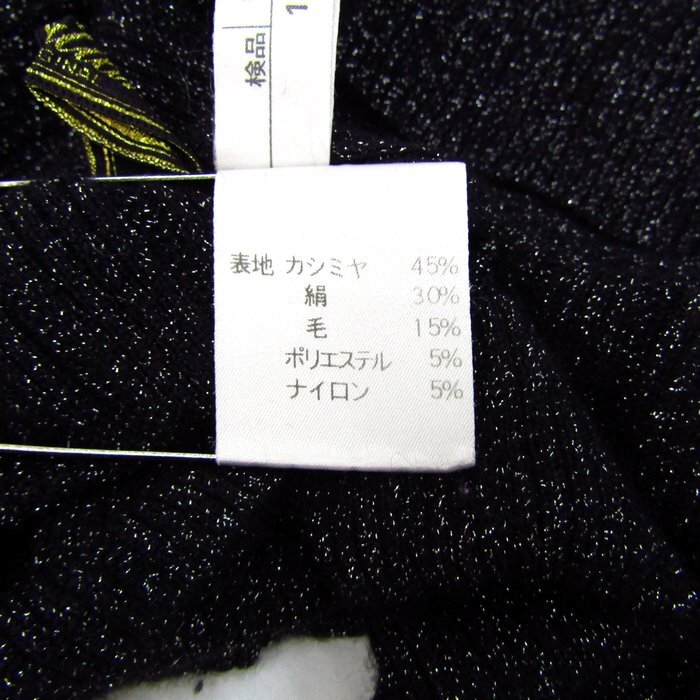 検品
1
表地 カシミヤ 45%
絹 30%
毛 15%
ポリエステル 5%
ナイロン 5%